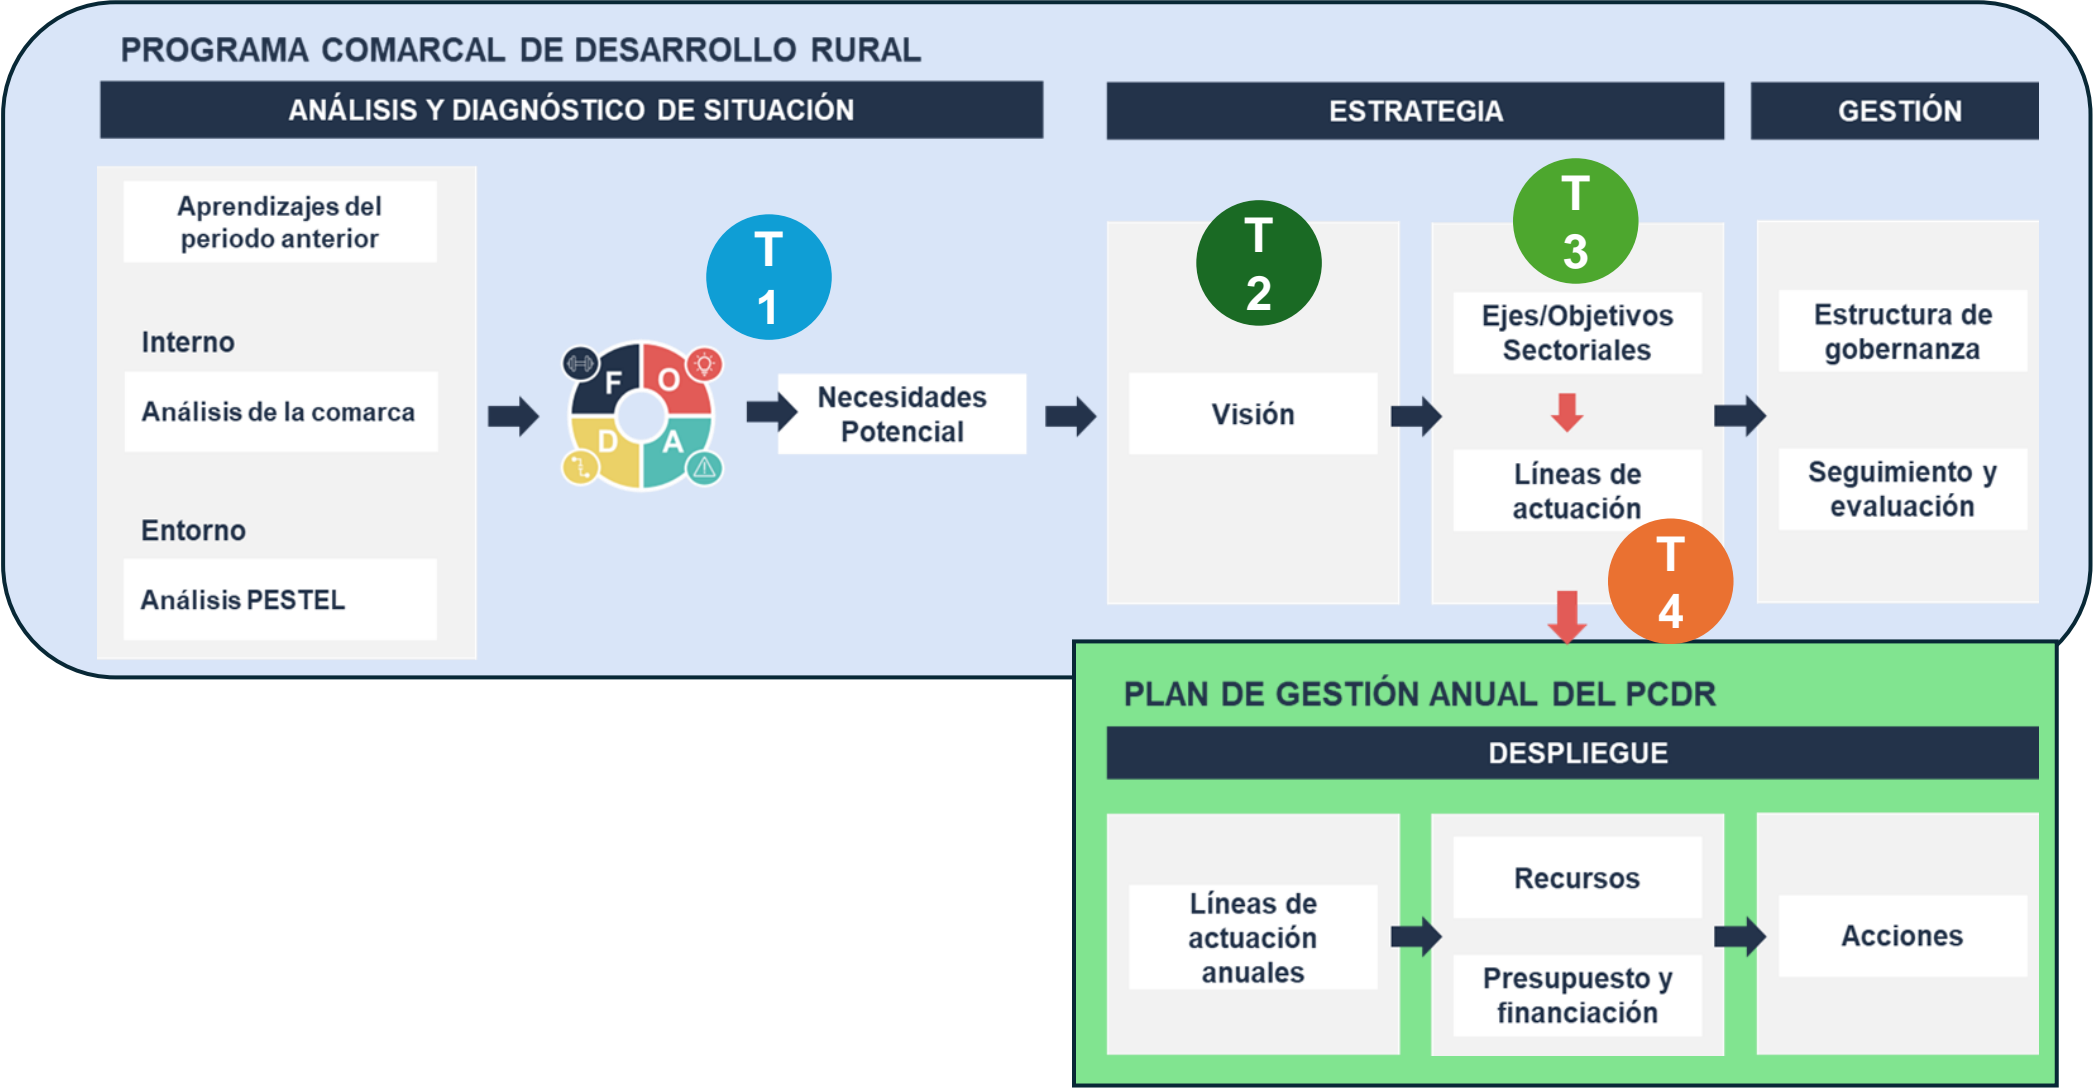 PROGRAMA COMARCAL DE DESARROLLO RURAL
ANÁLISIS Y DIAGNÓSTICO DE SITUACIÓN
Aprendizajes del
periodo anterior
Interno
Análisis de la comarca
Entorno
Análisis PESTEL
F
O
D
A
T
1
Necesidades
Potencial
ESTRATEGIA
T
2
Visión
T
3
Ejes/Objetivos
Sectoriales
Líneas de
actuación
T
4
GESTIÓN
Estructura de
gobernanza
Seguimiento y
evaluación
PLAN DE GESTIÓN ANUAL DEL PCDR
DESPLIEGUE
Líneas de
actuación
anuales
Recursos
Presupuesto y
financiación
Acciones